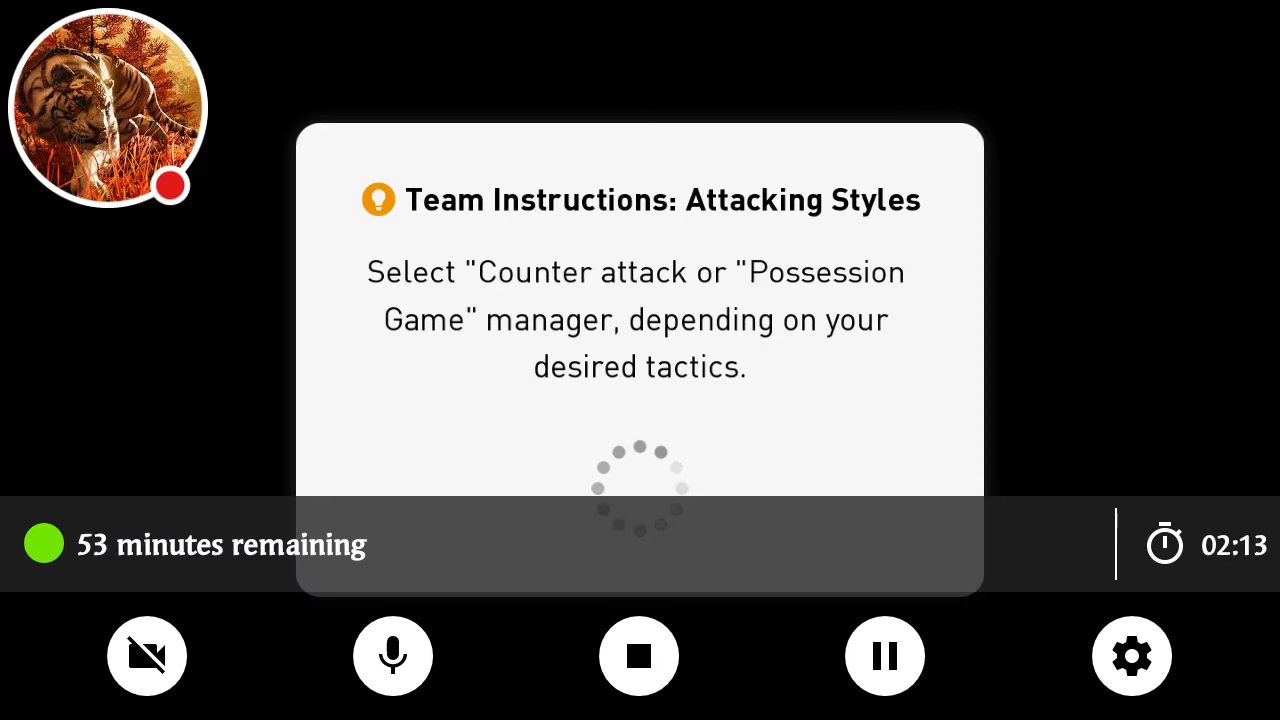 Team Instructions: Attacking Styles
Select "Counter attack or "Possession
Game" manager, depending on your
desired tactics.
53 minutes remaining
02:13